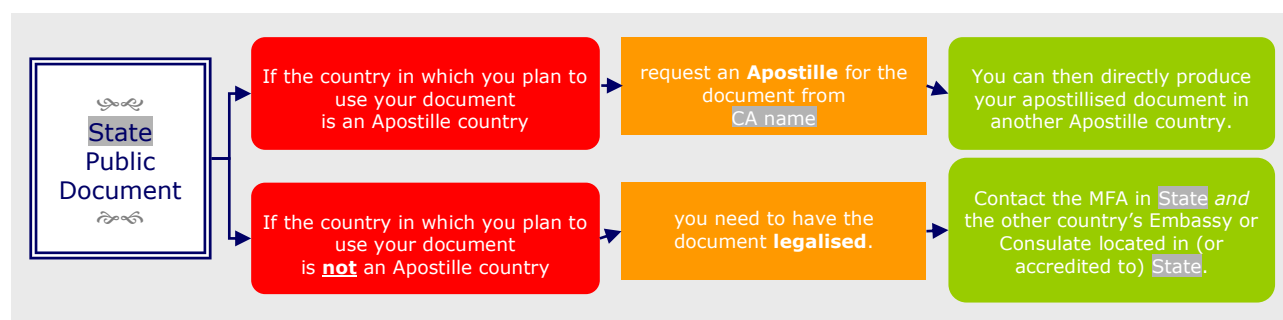 State
Public
Document
If the country in which you plan to
use your document
is an Apostille country
request an Apostille for the
document from
CA name
You can then directly produce
your apostillised document in
another Apostille country.
If the country in which you plan to
use your document
is not an Apostille country
you need to have the
document legalised.
Contact the MFA in State and
the other country's Embassy or
Consulate located in (or
accredited to) State.